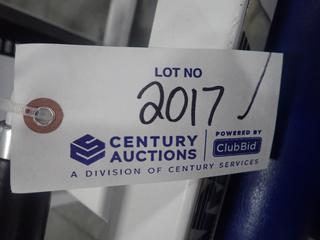 LOT NO
2017
CENTURY AUCTIONS
POWERED BY
ClubBid
A DIVISION OF CENTURY SERVICES